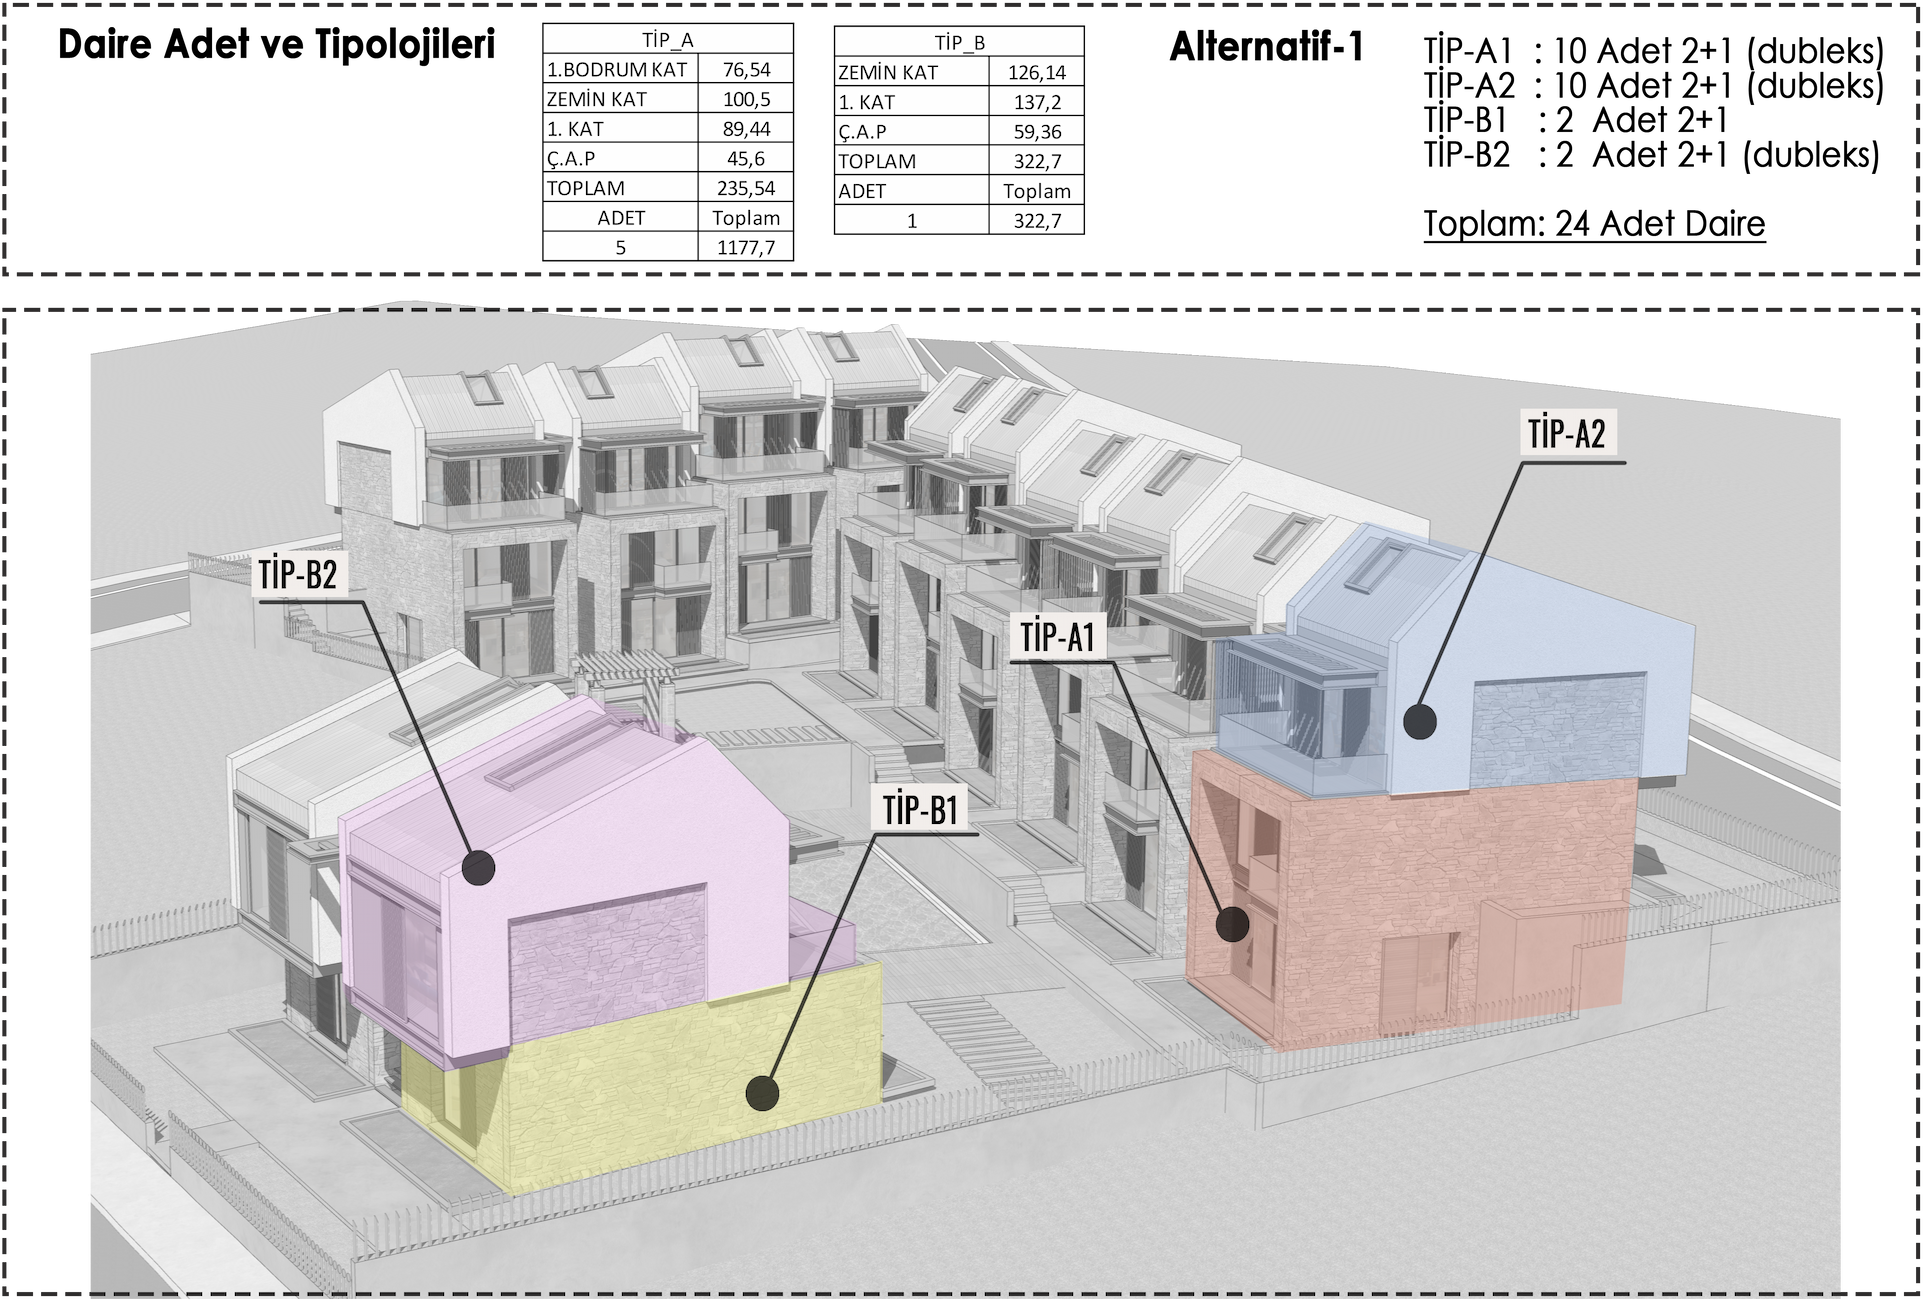 Daire Adet ve Tipolojileri
TİP_A
1.BODRUM KAT 76,54
ZEMİN KAT 100,5
1. KAT 89,44
Ç.A.P 45,6
TOPLAM 235,54
ADET Toplam
5 1177,7
TİP_B
ZEMİN KAT 126,14
1. KAT 137,2
Ç.A.P 59,36
TOPLAM 322,7
ADET Toplam
1 322,7
Alternatif-1
TİP-A1 : 10 Adet 2+1 (dubleks)
TİP-A2 : 10 Adet 2+1 (dubleks)
TİP-B1 : 2 Adet 2+1
TİP-B2 : 2 Adet 2+1 (dubleks)
Toplam: 24 Adet Daire
TİP-A2
TİP-B2
TİP-A1
TİP-B1